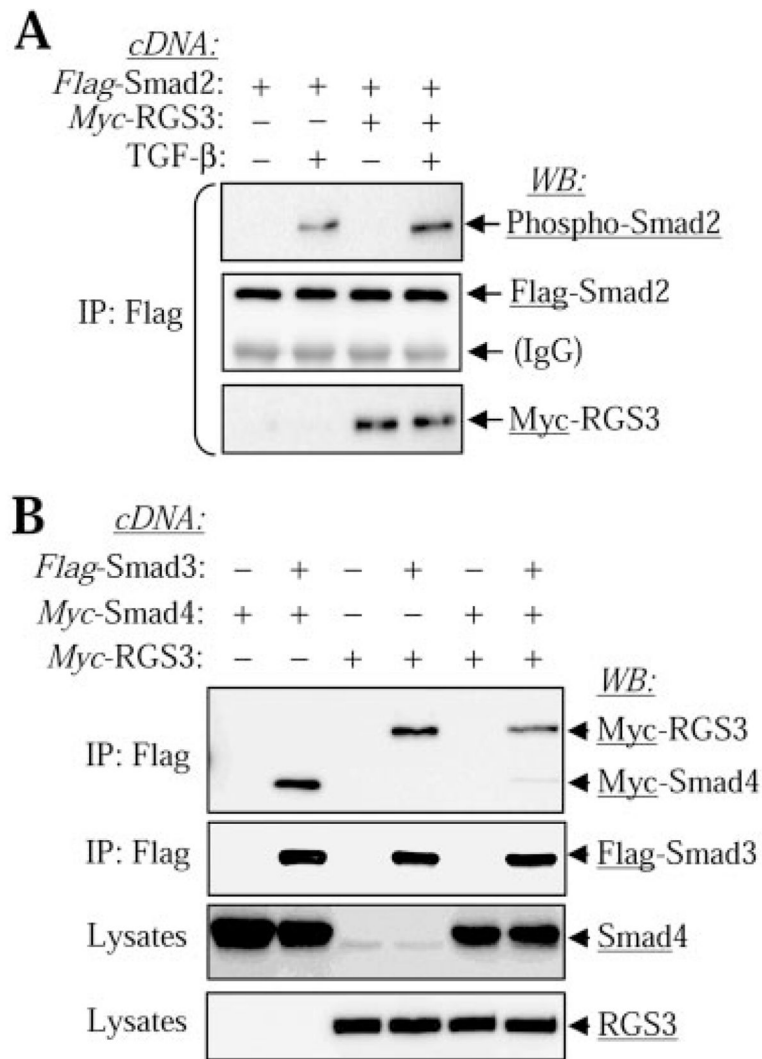 A
cDNA:
Flag-Smad2: + + + +
Myc-RGS3: – – + +
TGF-β: – + – +
WB:
Phospho-Smad2
IP: Flag
Flag-Smad2
(IgG)
Myc-RGS3
B
cDNA:
Flag-Smad3: – + – + – +
Myc-Smad4: + + – – + +
Myc-RGS3: – – + + + +
WB:
IP: Flag
Myc-RGS3
Myc-Smad4
IP: Flag
Flag-Smad3
Lysates
Smad4
Lysates
RGS3